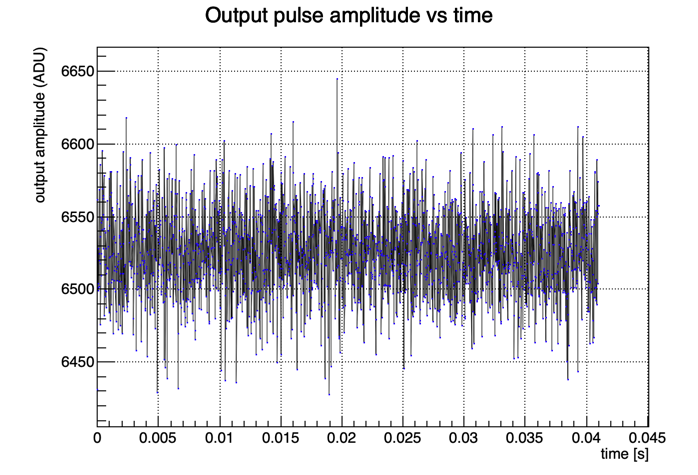 Output pulse amplitude vs time
output amplitude (ADU)
6650
6600
6550
6500
6450
0 0.005 0.01 0.015 0.02 0.025 0.03 0.035 0.04 0.045
time [s]